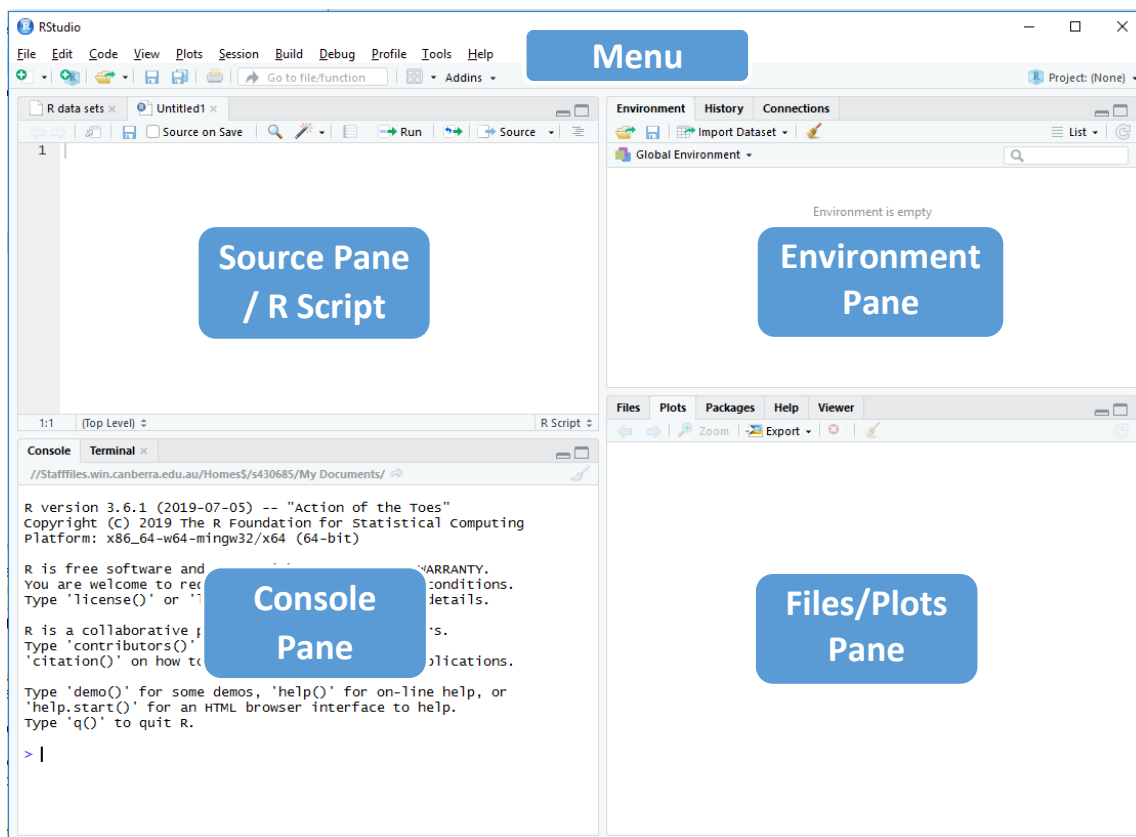 RStudio
File Edit Code View Plots Session Build Debug Profile Tools Help
Menu
Go to file/function Addins Project: (None)
R data sets Untitled1
Source on Save Run Source
1
Source Pane
/ R Script
1:1 (Top Level) R Script
Console Terminal
//Stafffiles.win.canberra.edu.au/Homes$/s430685/My Documents/
R version 3.6.1 (2019-07-05) -- "Action of the Toes"
Copyright (C) 2019 The R Foundation for Statistical Computing
Platform: x86_64-w64-mingw32/x64 (64-bit)
R is free software and WARRANTY.
You are welcome to conditions.
Type 'license()' or details.
R is a collaborative
Type 'contributors()'
'citation()' on how
Type 'demo()' for some demos, 'help()' for on-line help, or
'help.start()' for an HTML browser interface to help.
Type 'q()' to quit R.
>
Console
Pane
Environment History Connections
Import Dataset List
Global Environment
Environment is empty
Environment
Pane
Files Plots Packages Help Viewer
Zoom Export
Files/Plots
Pane